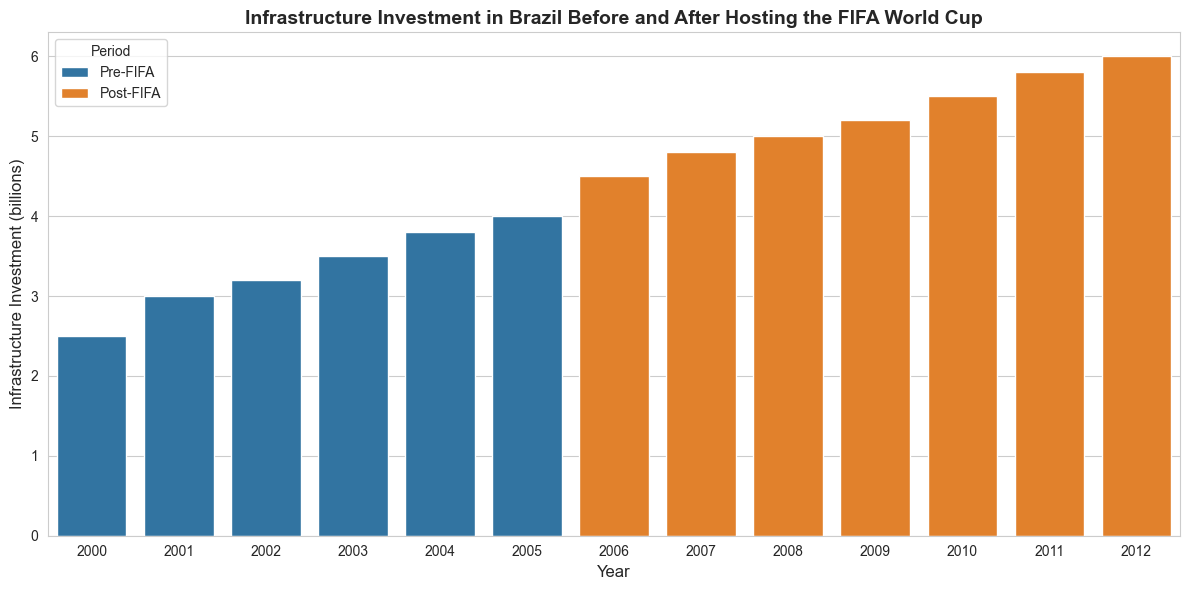 Infrastructure Investment in Brazil Before and After Hosting the FIFA World Cup
Period
Pre-FIFA
Post-FIFA
Infrastructure Investment (billions)
6
5
4
3
2
1
0
2000 2001 2002 2003 2004 2005 2006 2007 2008 2009 2010 2011 2012
Year